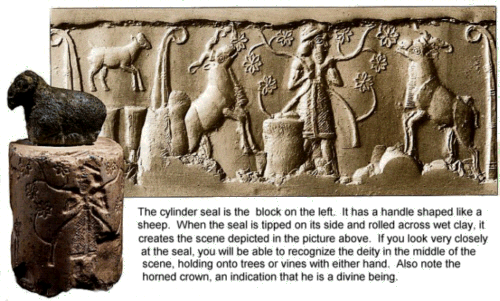 The cylinder seal is the block on the left. It has a handle shaped like a
sheep. When the seal is tipped on its side and rolled across wet clay, it
creates the scene depicted in the picture above. If you look very closely
at the seal, you will be able to recognize the deity in the middle of the
scene, holding onto trees or vines with either hand. Also note the
horned crown, an indication that he is a divine being.